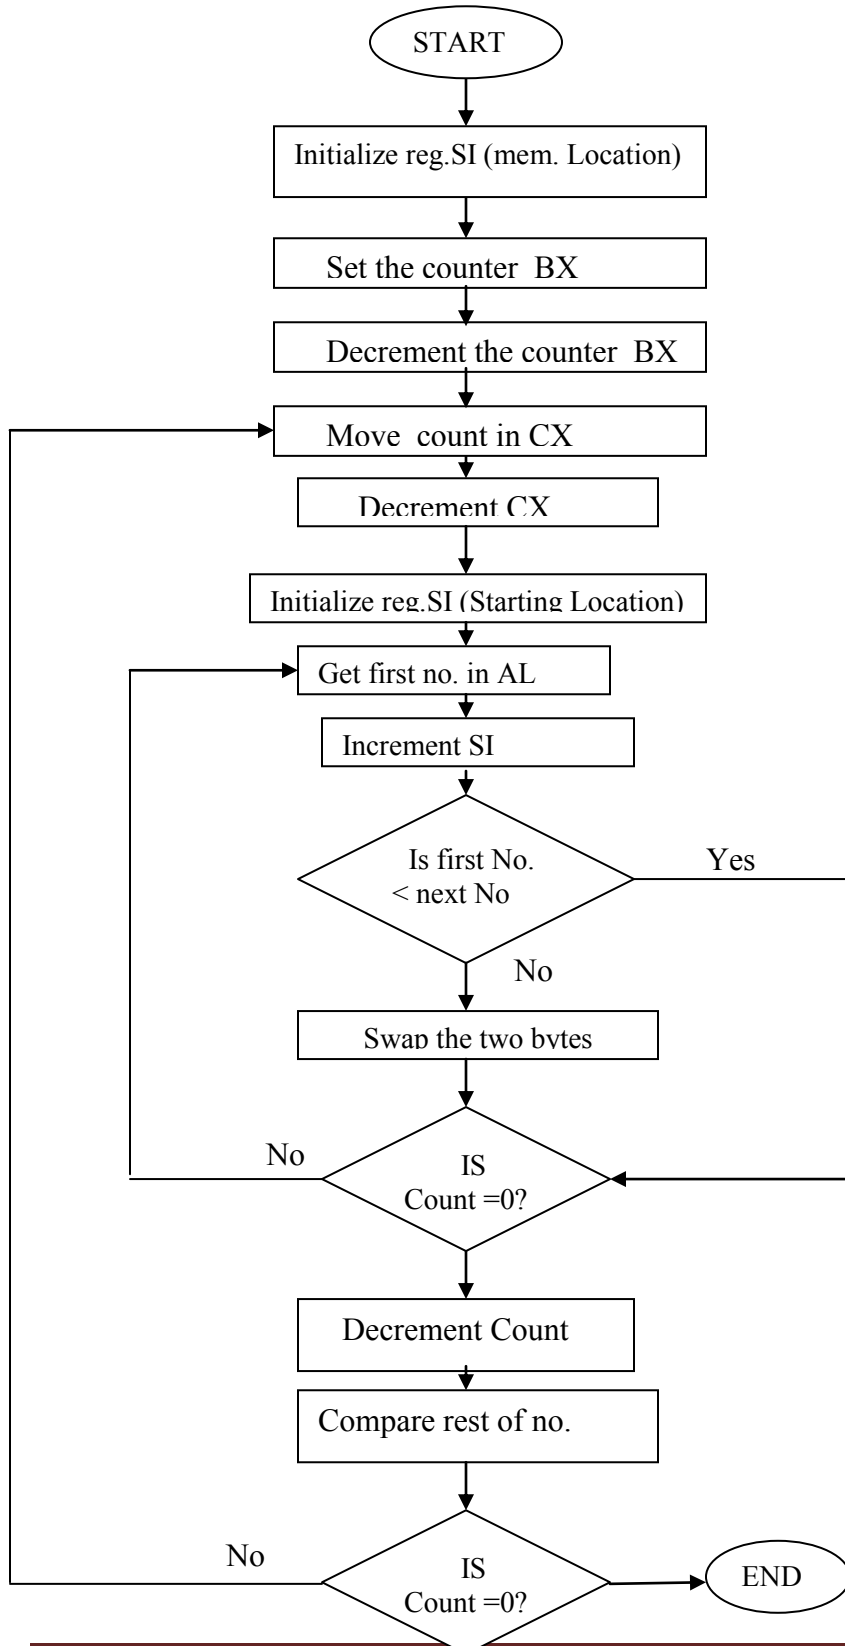 START
Initialize reg.SI (mem. Location)
Set the counter BX
Decrement the counter BX
Move count in CX
Decrement CX
Initialize reg.SI (Starting Location)
Get first no. in AL
Increment SI
Is first No.
< next No
Yes
No
Swap the two bytes
No
IS
Count =0?
Decrement Count
Compare rest of no.
No
IS
Count =0?
END